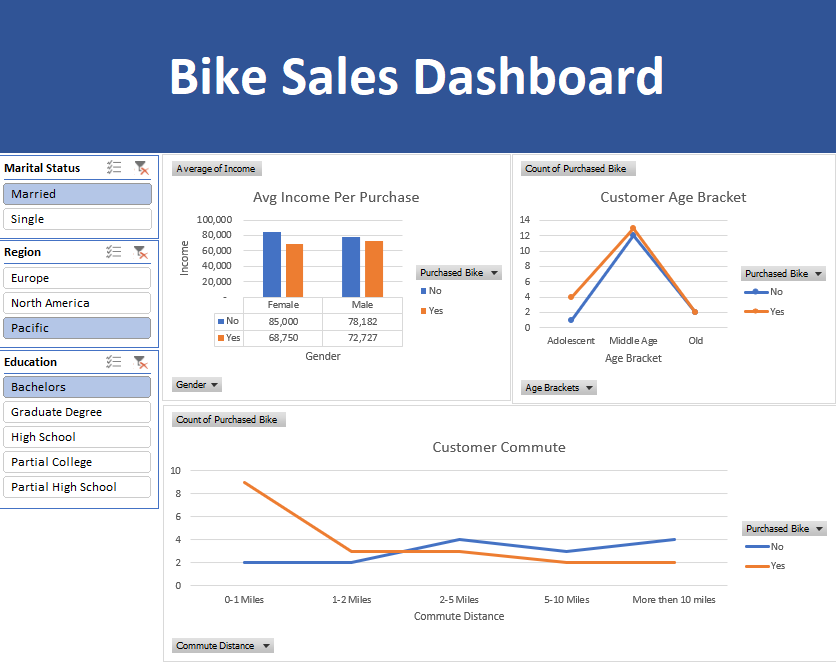 Bike Sales Dashboard
Marital Status
Married
Single
Region
Europe
North America
Pacific
Education
Bachelors
Graduate Degree
High School
Partial College
Partial High School
Average of Income
Avg Income Per Purchase
Income
100,000
80,000
60,000
40,000
20,000
-
Female Male
No 85,000 78,182
Yes 68,750 72,727
Gender
Purchased Bike
No
Yes
Gender
Count of Purchased Bike
Customer Age Bracket
14
12
10
8
6
4
2
0
Adolescent Middle Age Old
Age Bracket
Purchased Bike
No
Yes
Age Brackets
Count of Purchased Bike
Customer Commute
10
8
6
4
2
0
0-1 Miles 1-2 Miles 2-5 Miles 5-10 Miles More then 10 miles
Commute Distance
Purchased Bike
No
Yes
Commute Distance